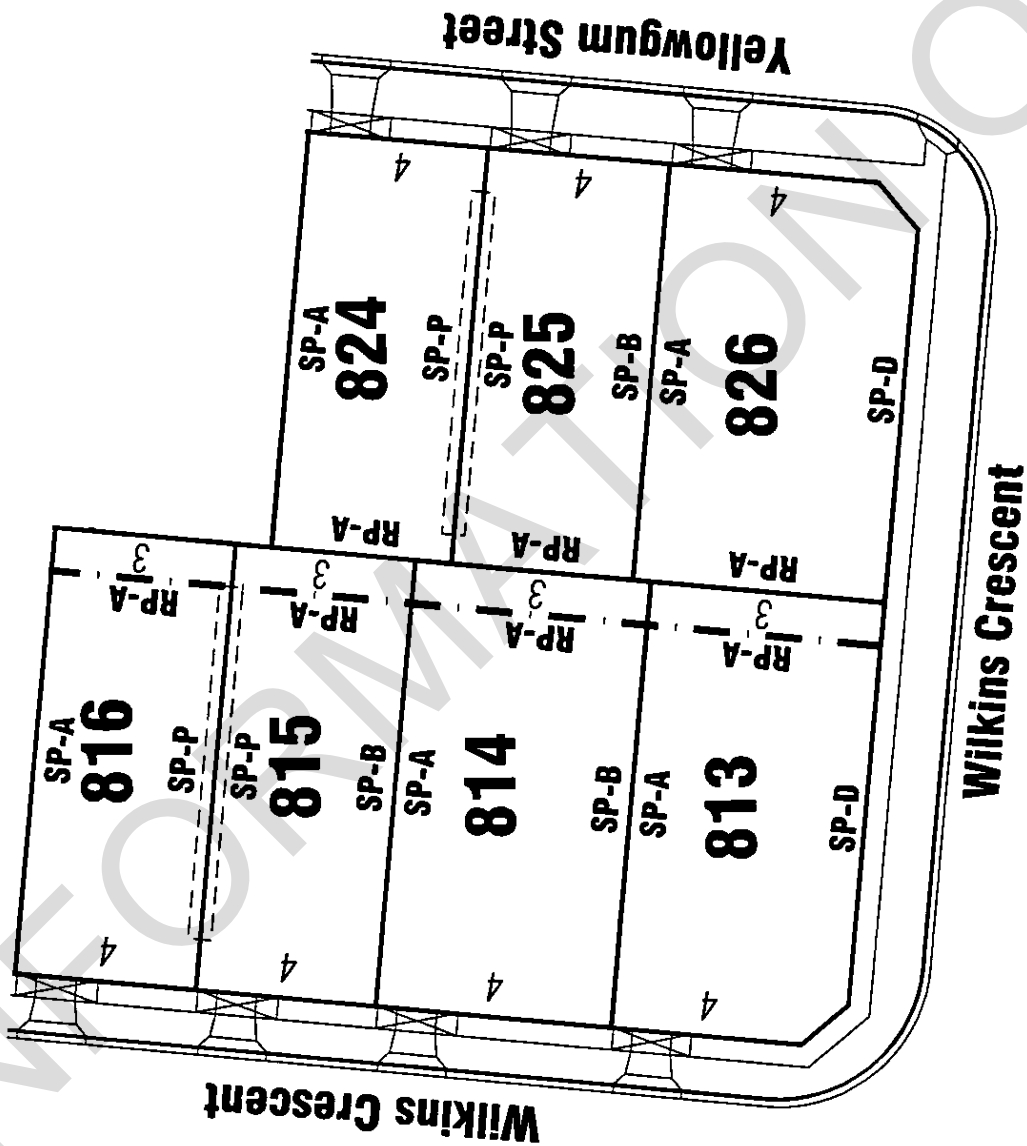 Yellowgum Street
4
4
4
SP-A
824
SP-P
RP-A
SP-P
825
SP-B
RP-A
SP-A
826
SP-D
RP-A
3
RP-A
3
RP-A
3
RP-A
3
RP-A
SP-A
816
SP-P
SP-P
815
SP-B
SP-A
814
SP-B
SP-A
813
SP-D
4
4
4
4
Wilkins Crescent
Wilkins Crescent
NFORMATION O